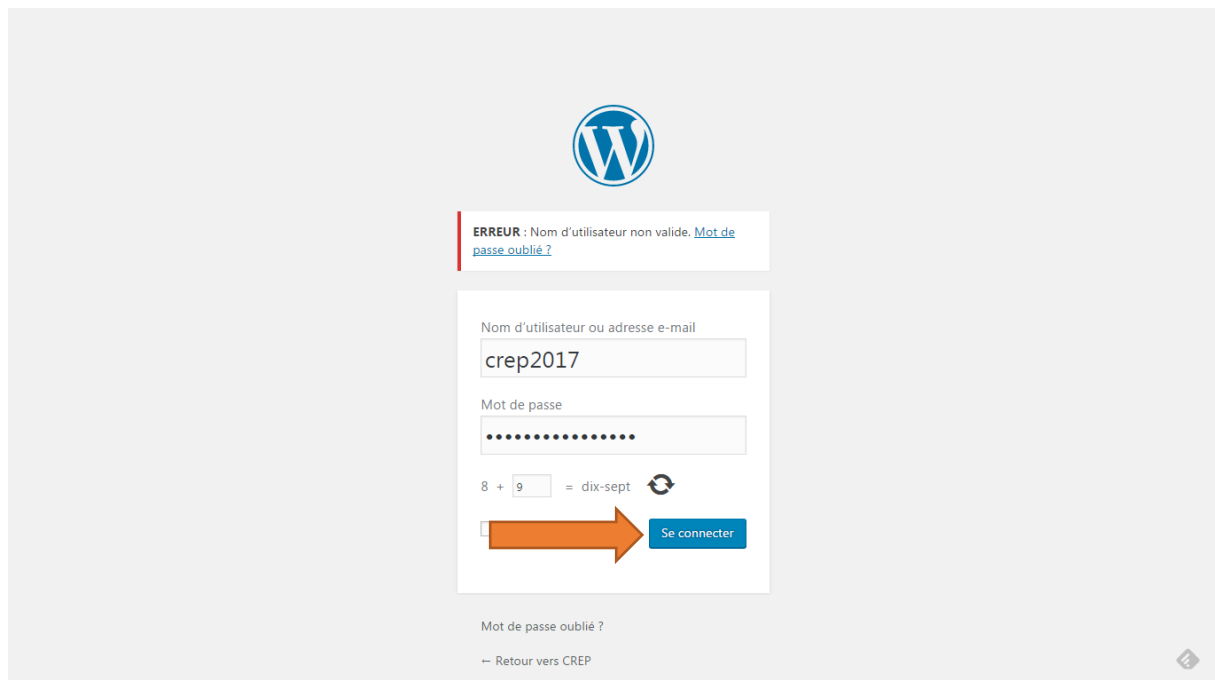 ERREUR : Nom d’utilisateur non valide. Mot de
passe oublié ?
Nom d’utilisateur ou adresse e-mail
crep2017
Mot de passe
••••••••••••••••
8 + 9 = dix-sept
Se connecter
Mot de passe oublié ?
← Retour vers CREP